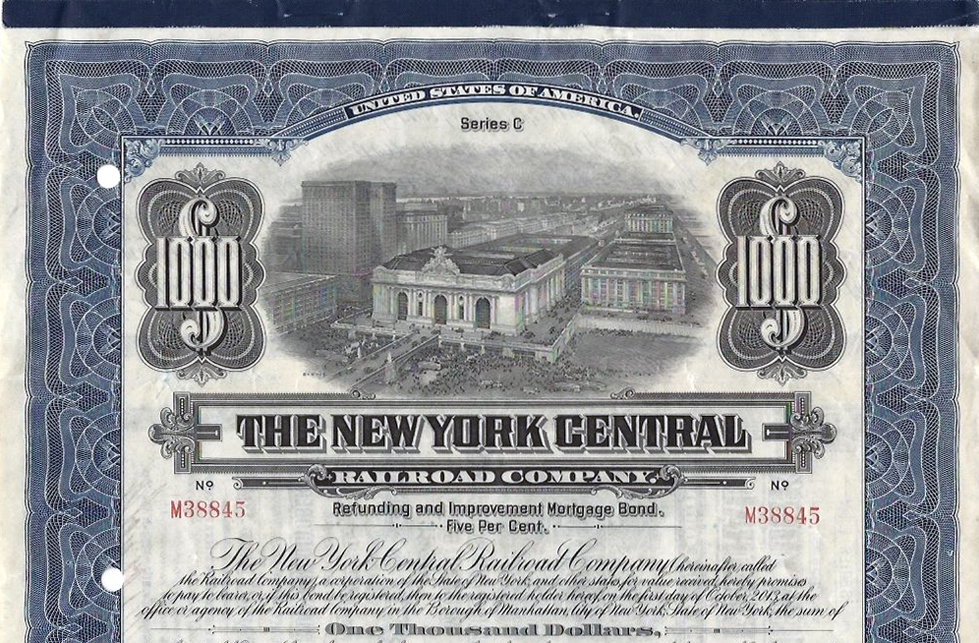 UNITED STATES OF AMERICA.
Series C
$1000 $1000
THE NEW YORK CENTRAL
RAILROAD COMPANY.
Nº Nº
M38845 M38845
Refunding and Improvement Mortgage Bond.
Five Per Cent.
The New York Central Railroad Company (hereinafter called
the Railroad Company), a corporation of the State of New York and other states, for value received, hereby promises
to pay to bearer, or, if this bond be registered, then to the registered holder hereof, on the first day of October, 2013, at the
office or agency of the Railroad Company in the Borough of Manhattan, City of New York, State of New York, the sum of
One Thousand Dollars,